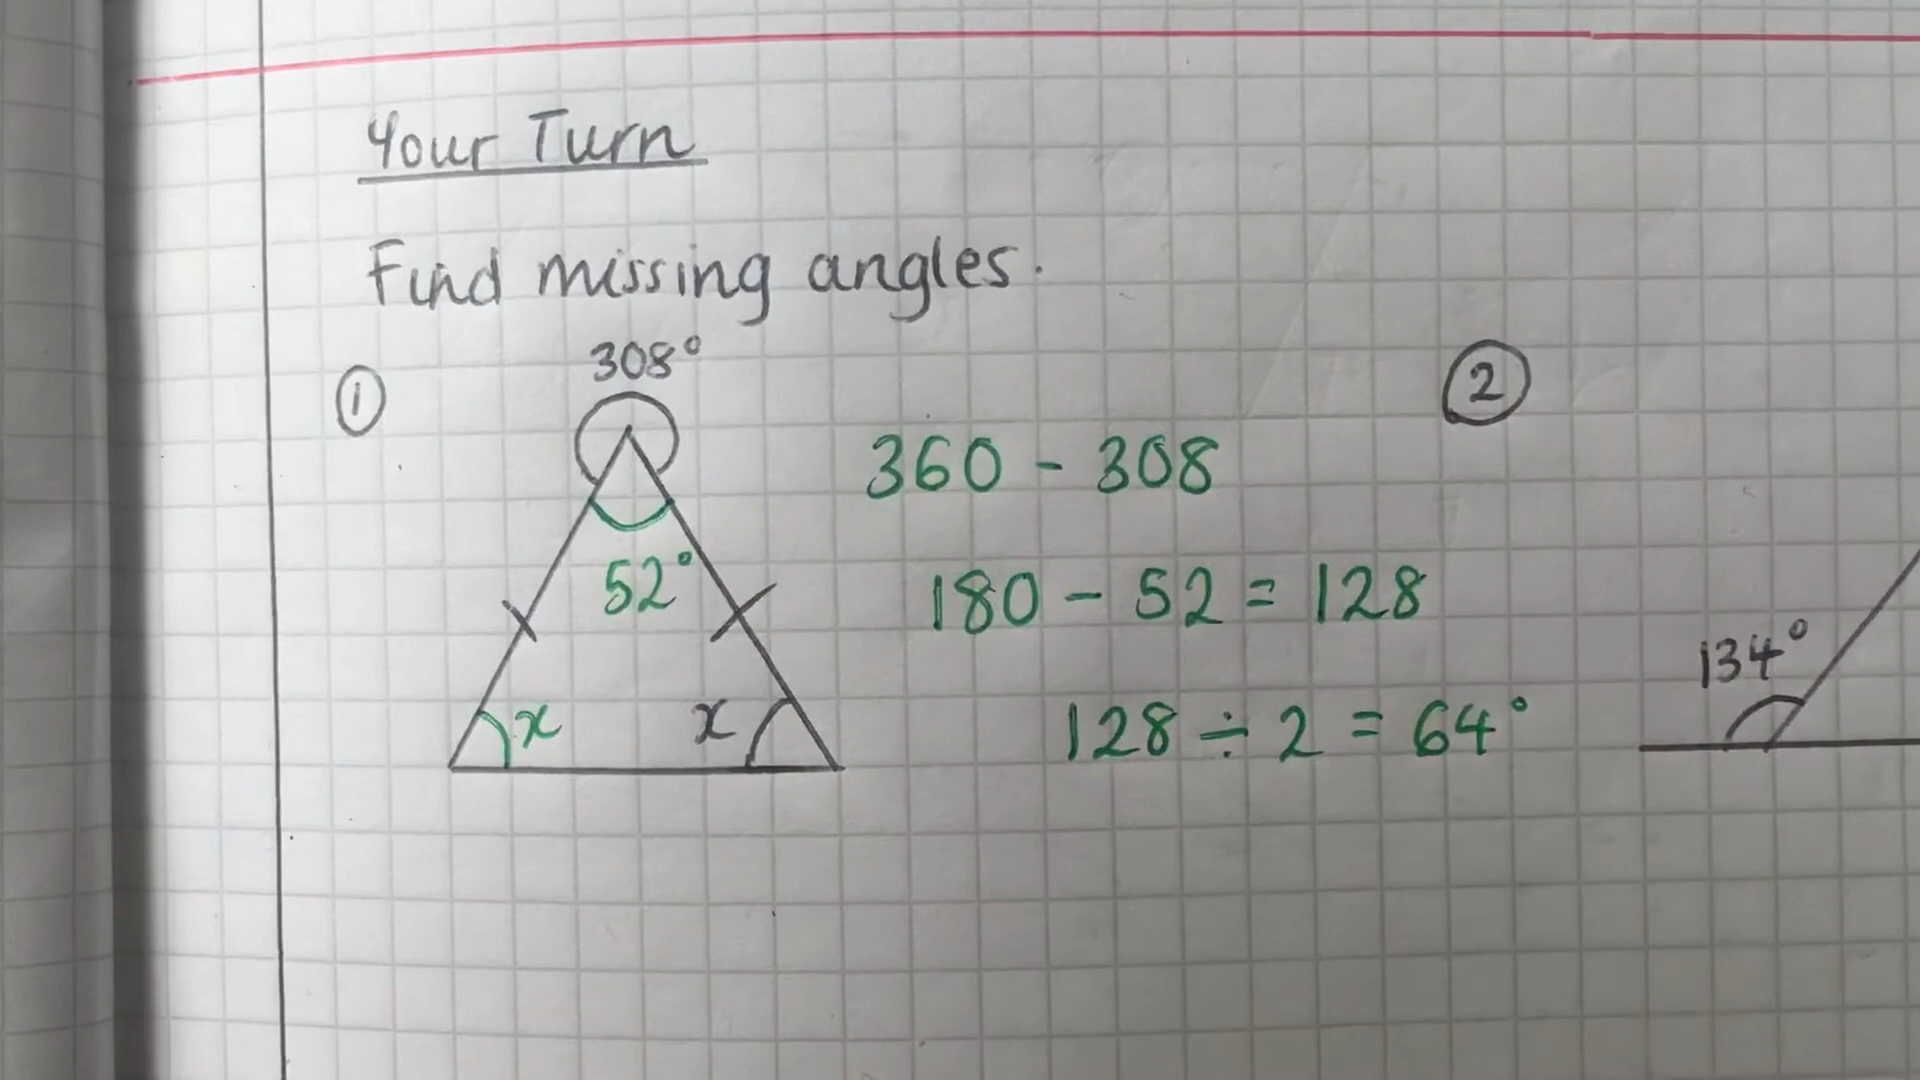 Your Turn
Find missing angles.
① 308° ②
360 - 308
52° 180 - 52 = 128
134°
x x 128 ÷ 2 = 64°